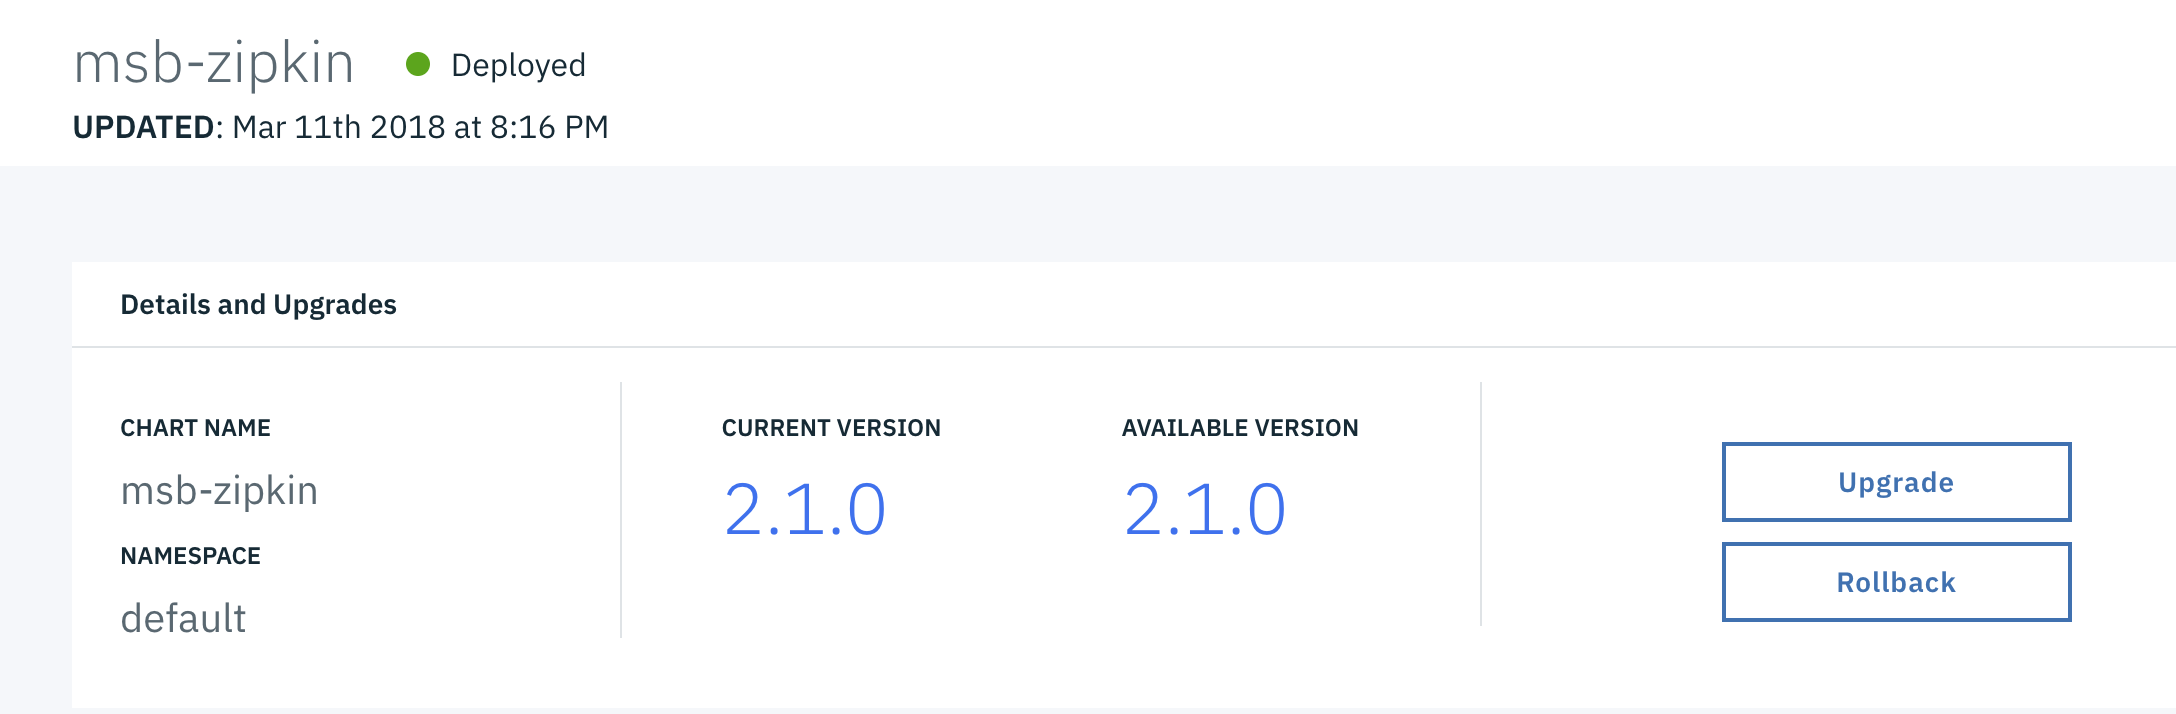 msb-zipkin
Deployed
UPDATED: Mar 11th 2018 at 8:16 PM
Details and Upgrades
CHART NAME
msb-zipkin
NAMESPACE
default
CURRENT VERSION
2.1.0
AVAILABLE VERSION
2.1.0
Upgrade
Rollback